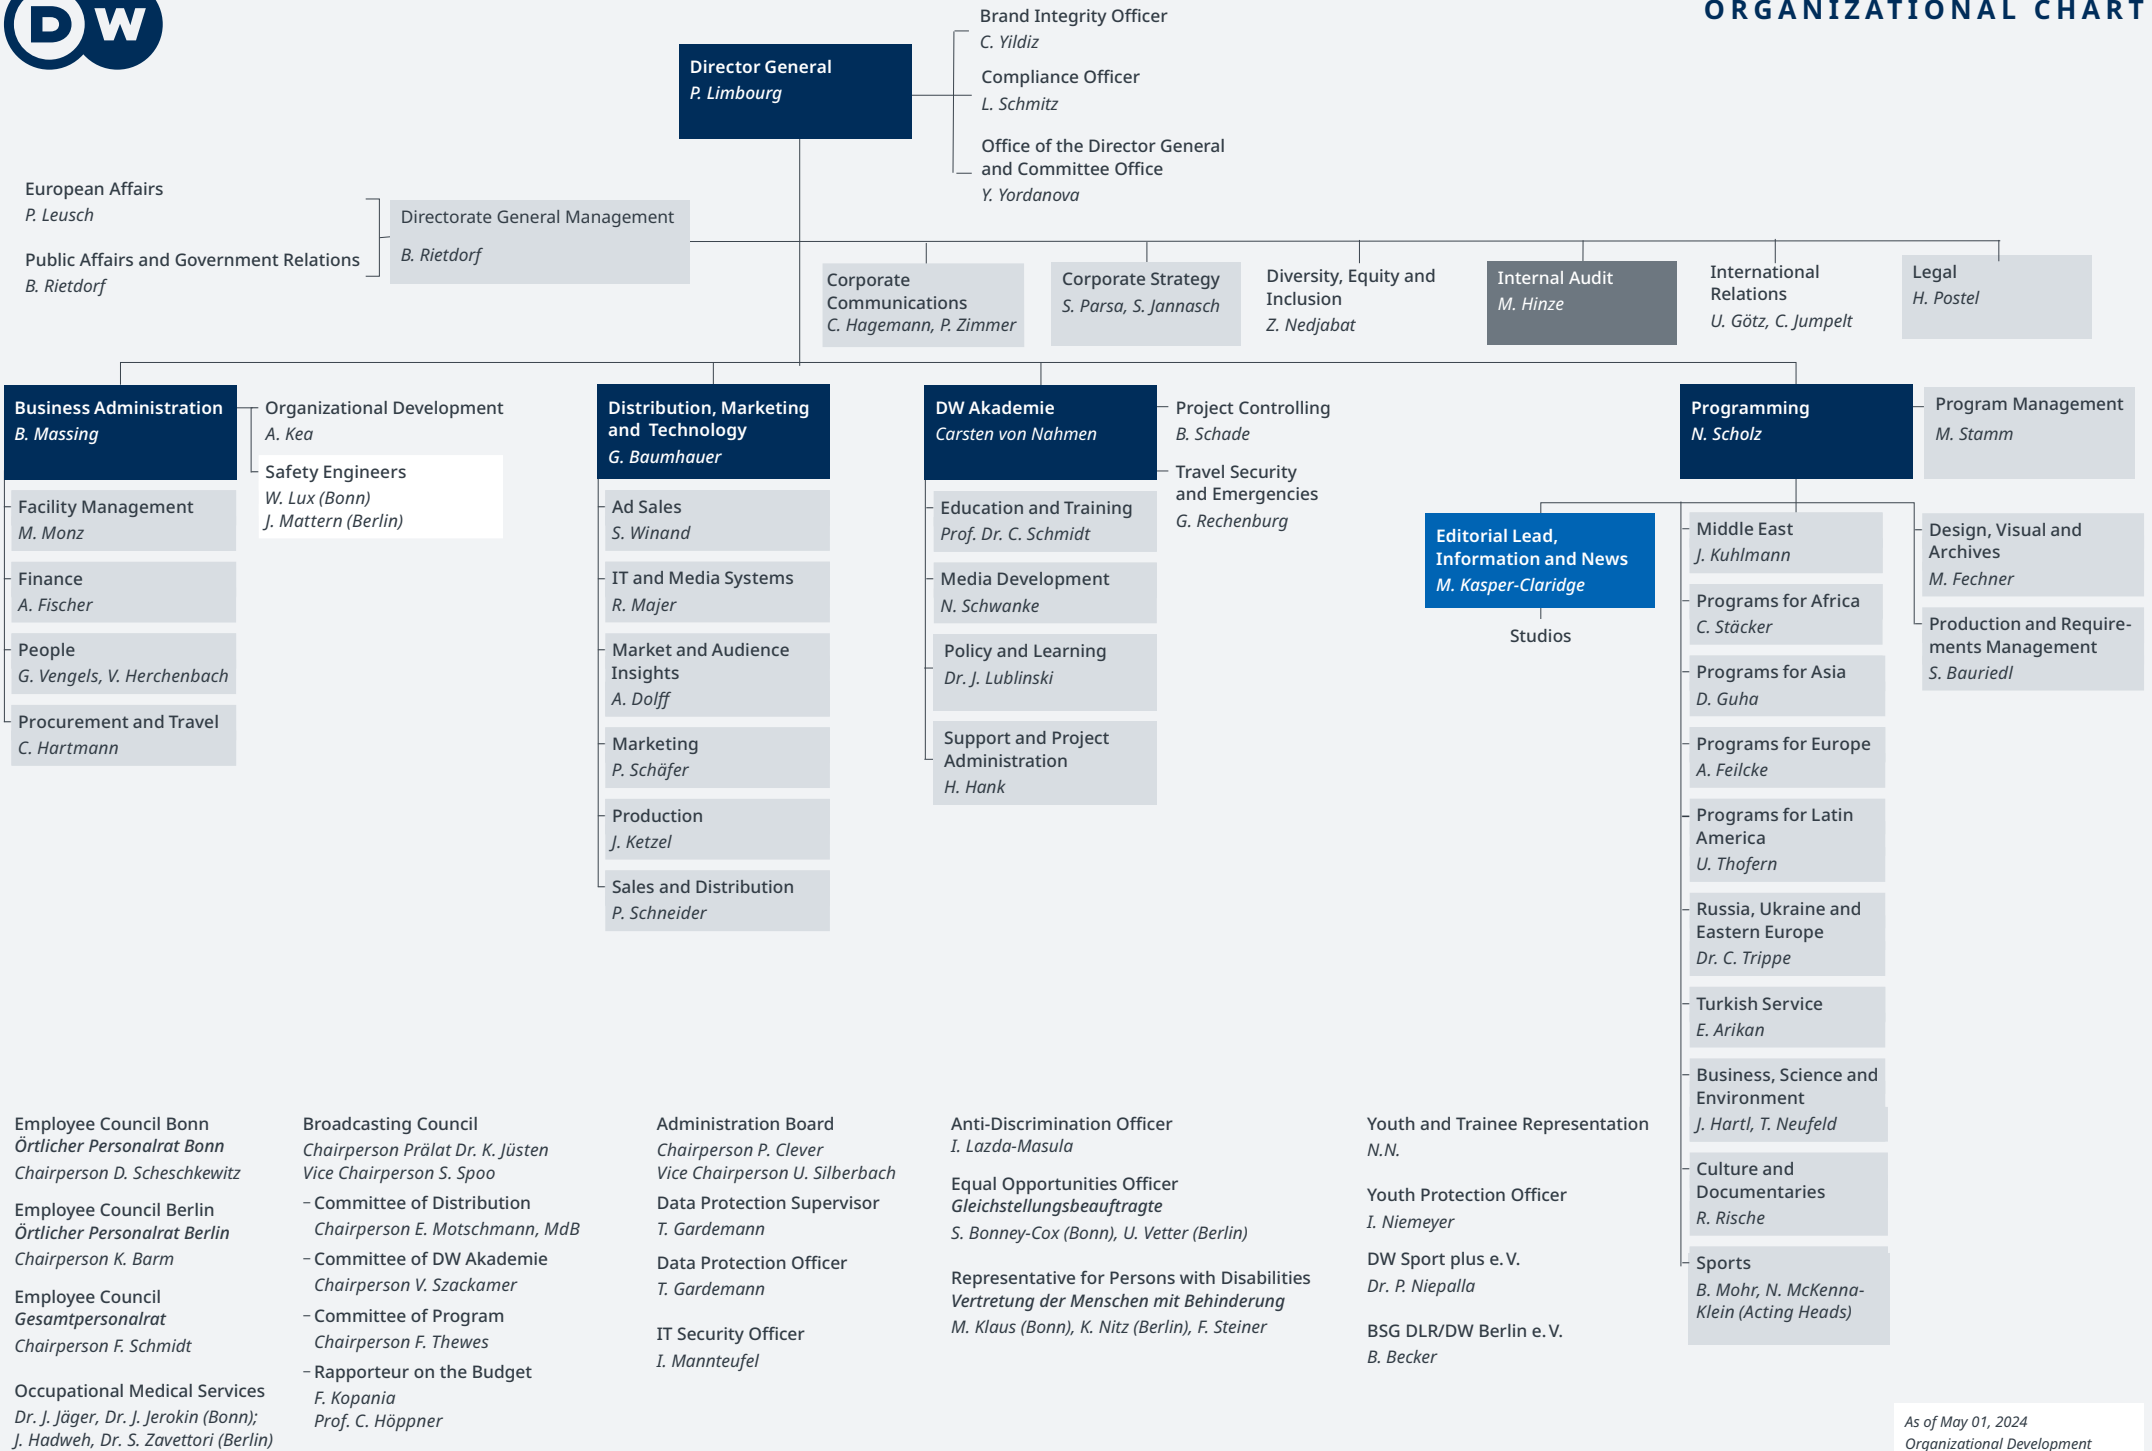 DW
ORGANIZATIONAL CHART
Director General
P. Limbourg
Brand Integrity Officer
C. Yildiz
Compliance Officer
L. Schmitz
Office of the Director General
and Committee Office
Y. Yordanova
European Affairs
P. Leusch
Public Affairs and Government Relations
B. Rietdorf
Directorate General Management
B. Rietdorf
Corporate
Communications
C. Hagemann, P. Zimmer
Corporate Strategy
S. Parsa, S. Jannasch
Diversity, Equity and
Inclusion
Z. Nedjabat
Internal Audit
M. Hinze
International
Relations
U. Götz, C. Jumpelt
Legal
H. Postel
Business Administration
B. Massing
Organizational Development
A. Kea
Safety Engineers
W. Lux (Bonn)
J. Mattern (Berlin)
Facility Management
M. Monz
Finance
A. Fischer
People
G. Vengels, V. Herchenbach
Procurement and Travel
C. Hartmann
Distribution, Marketing
and Technology
G. Baumhauer
Ad Sales
S. Winand
IT and Media Systems
R. Majer
Market and Audience
Insights
A. Dolff
Marketing
P. Schäfer
Production
J. Ketzel
Sales and Distribution
P. Schneider
DW Akademie
Carsten von Nahmen
Project Controlling
B. Schade
Travel Security
and Emergencies
G. Rechenburg
Education and Training
Prof. Dr. C. Schmidt
Media Development
N. Schwanke
Policy and Learning
Dr. J. Lublinski
Support and Project
Administration
H. Hank
Programming
N. Scholz
Program Management
M. Stamm
Editorial Lead,
Information and News
M. Kasper-Claridge
Studios
Middle East
J. Kuhlmann
Programs for Africa
C. Stäcker
Programs for Asia
D. Guha
Programs for Europe
A. Feilcke
Programs for Latin
America
U. Thofern
Russia, Ukraine and
Eastern Europe
Dr. C. Trippe
Turkish Service
E. Arikan
Business, Science and
Environment
J. Hartl, T. Neufeld
Culture and
Documentaries
R. Rische
Sports
B. Mohr, N. McKenna-
Klein (Acting Heads)
Design, Visual and
Archives
M. Fechner
Production and Require-
ments Management
S. Bauriedl
Employee Council Bonn
Örtlicher Personalrat Bonn
Chairperson D. Scheschkewitz
Employee Council Berlin
Örtlicher Personalrat Berlin
Chairperson K. Barm
Employee Council
Gesamtpersonalrat
Chairperson F. Schmidt
Occupational Medical Services
Dr. J. Jäger, Dr. J. Jerokin (Bonn);
J. Hadweh, Dr. S. Zavettori (Berlin)
Broadcasting Council
Chairperson Prälat Dr. K. Jüsten
Vice Chairperson S. Spoo
– Committee of Distribution
Chairperson E. Motschmann, MdB
– Committee of DW Akademie
Chairperson V. Szackamer
– Committee of Program
Chairperson F. Thewes
– Rapporteur on the Budget
F. Kopania
Prof. C. Höppner
Administration Board
Chairperson P. Clever
Vice Chairperson U. Silberbach
Data Protection Supervisor
T. Gardemann
Data Protection Officer
T. Gardemann
IT Security Officer
I. Mannteufel
Anti-Discrimination Officer
I. Lazda-Masula
Equal Opportunities Officer
Gleichstellungsbeauftragte
S. Bonney-Cox (Bonn), U. Vetter (Berlin)
Representative for Persons with Disabilities
Vertretung der Menschen mit Behinderung
M. Klaus (Bonn), K. Nitz (Berlin), F. Steiner
Youth and Trainee Representation
N.N.
Youth Protection Officer
I. Niemeyer
DW Sport plus e. V.
Dr. P. Niepalla
BSG DLR/DW Berlin e. V.
B. Becker
As of May 01, 2024
Organizational Development